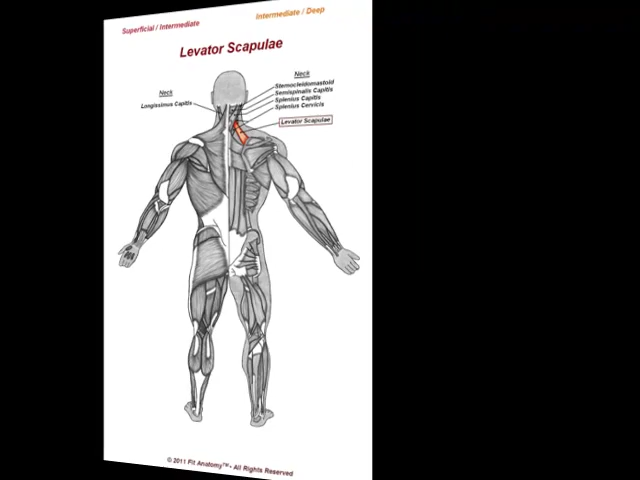 Superficial / Intermediate
Intermediate / Deep
Levator Scapulae
Neck
Longissimus Capitis
Neck
Sternocleidomastoid
Semispinalis Capitis
Splenius Capitis
Splenius Cervicis
Levator Scapulae
© 2011 Fit Anatomy™ - All Rights Reserved